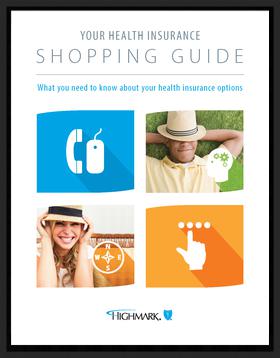 YOUR HEALTH INSURANCE
SHOPPING GUIDE
What you need to know about your health insurance options
N
W E
S
HIGHMARK.